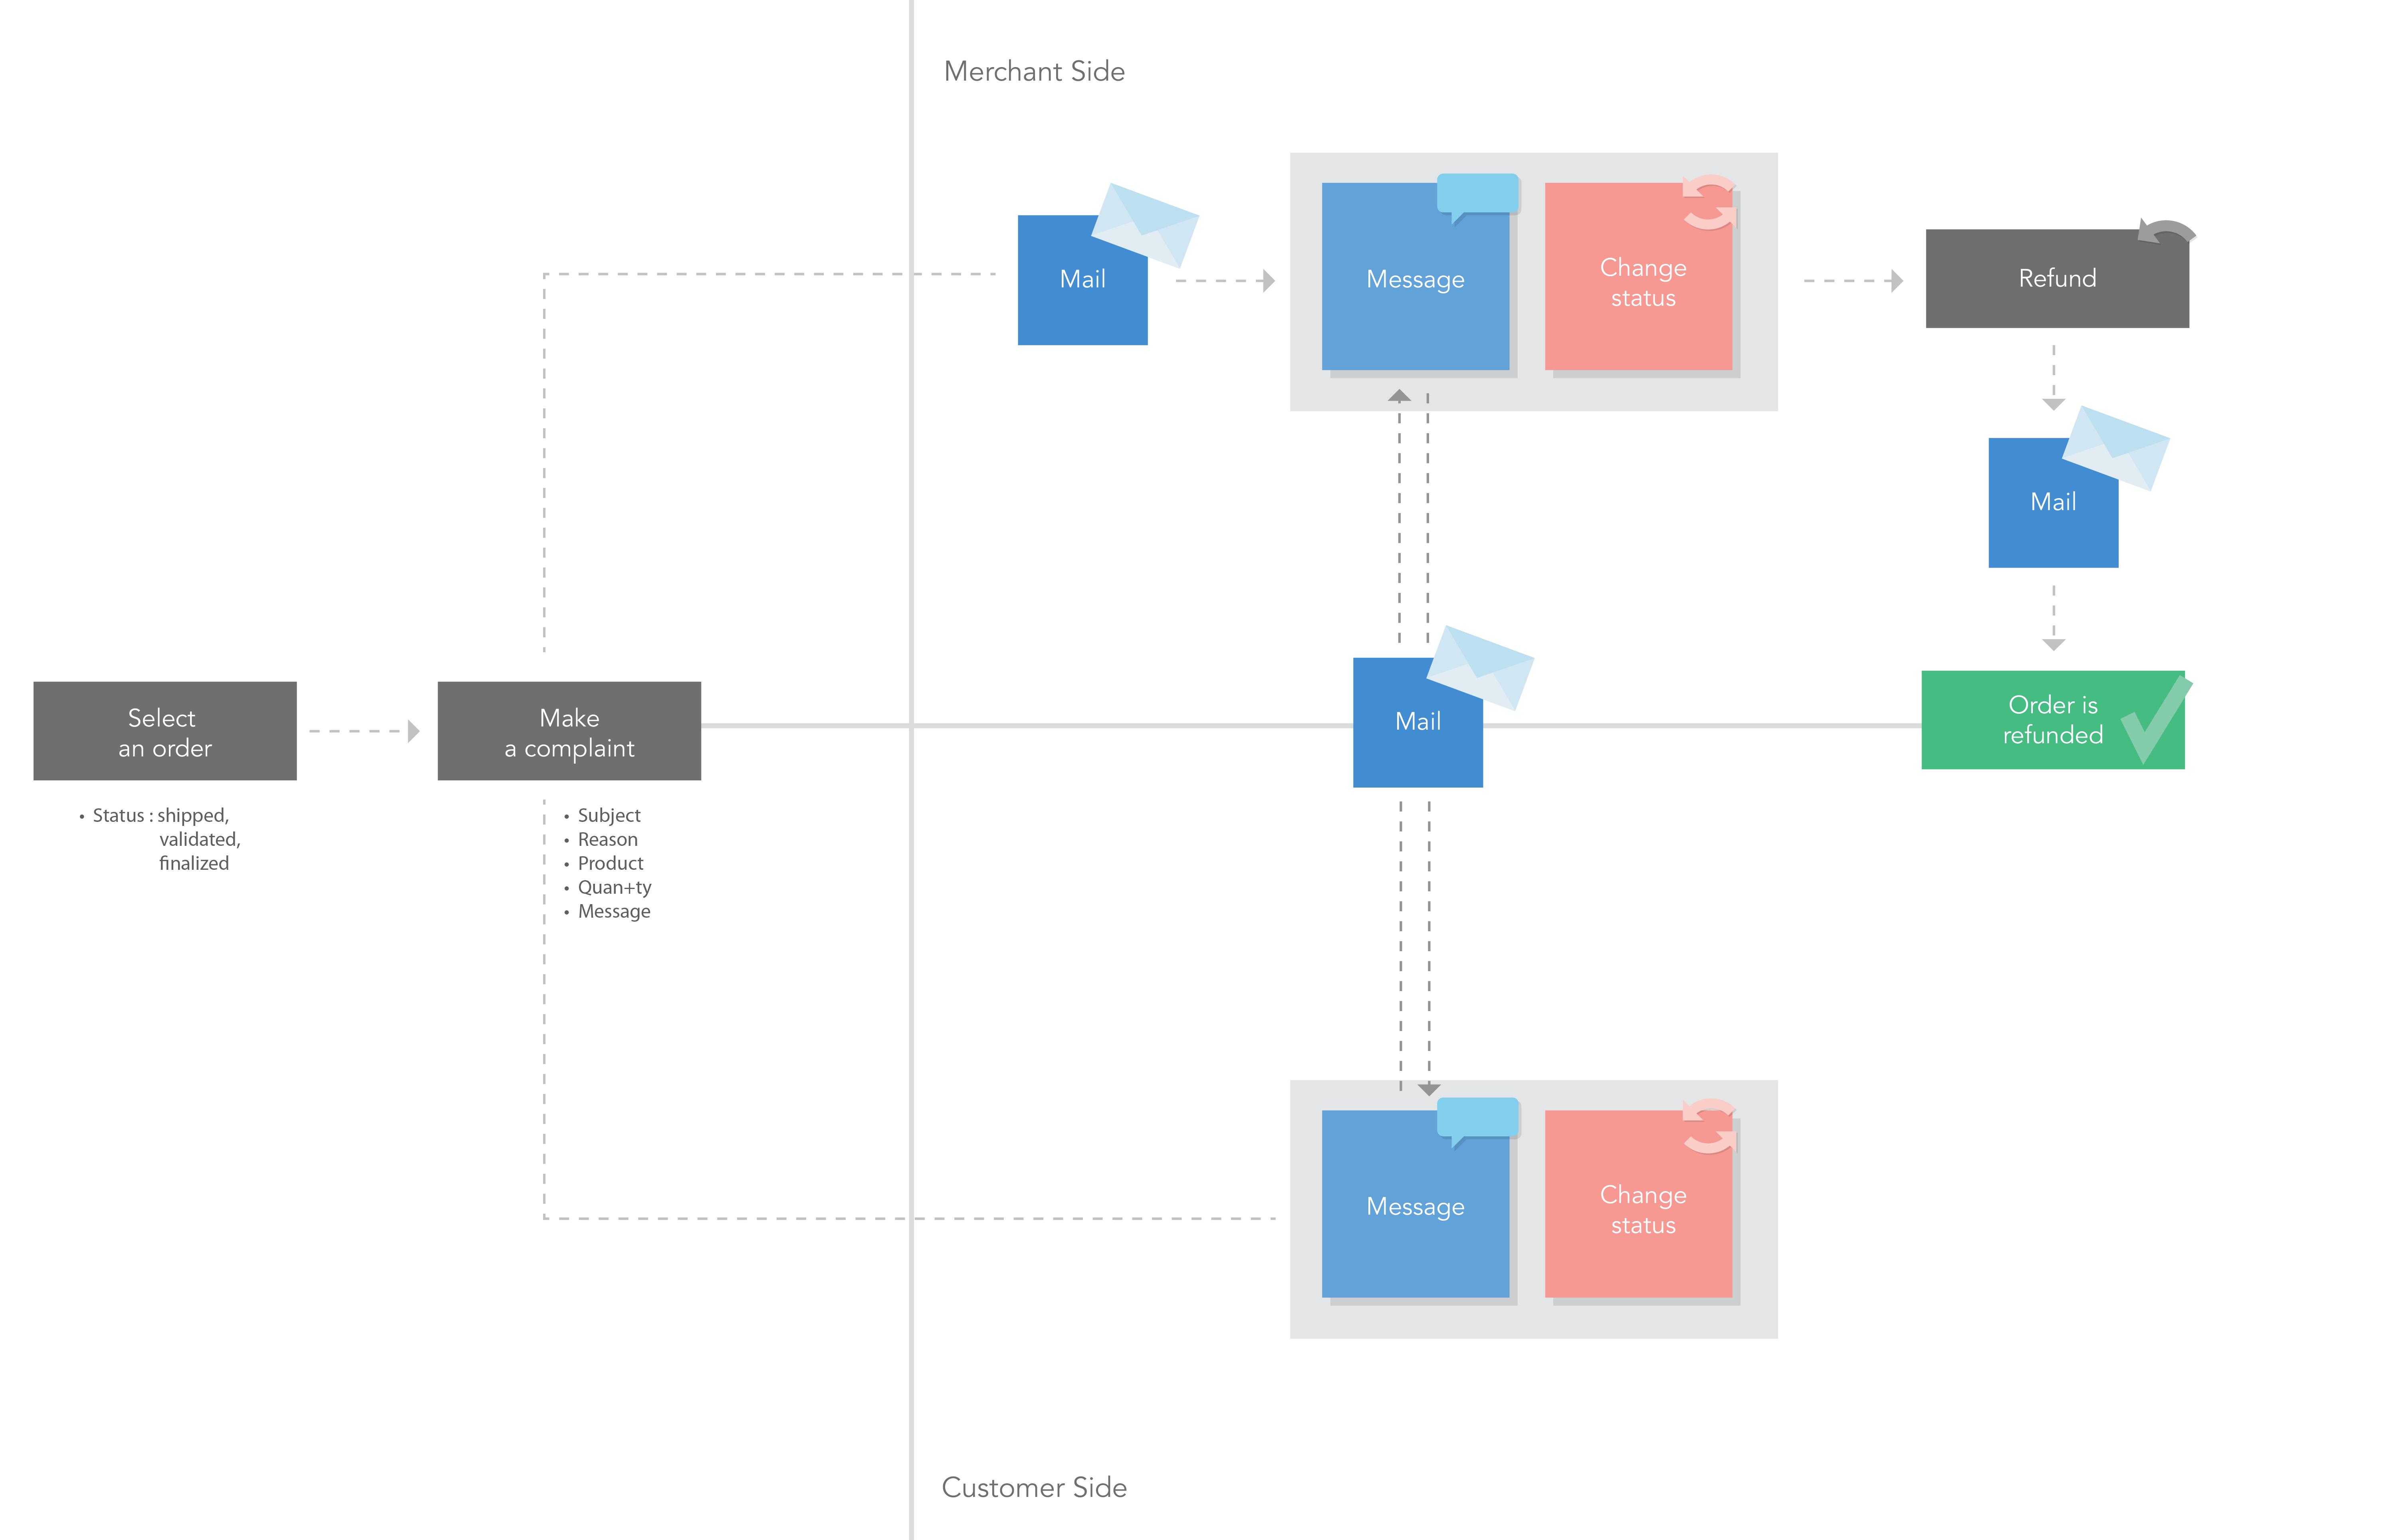 Merchant Side
Mail
Message
Change
status
Refund
Mail
Select
an order
• Status : shipped,
validated,
finalized
Make
a complaint
• Subject
• Reason
• Product
• Quan+ty
• Message
Mail
Order is
refunded
Message
Change
status
Customer Side